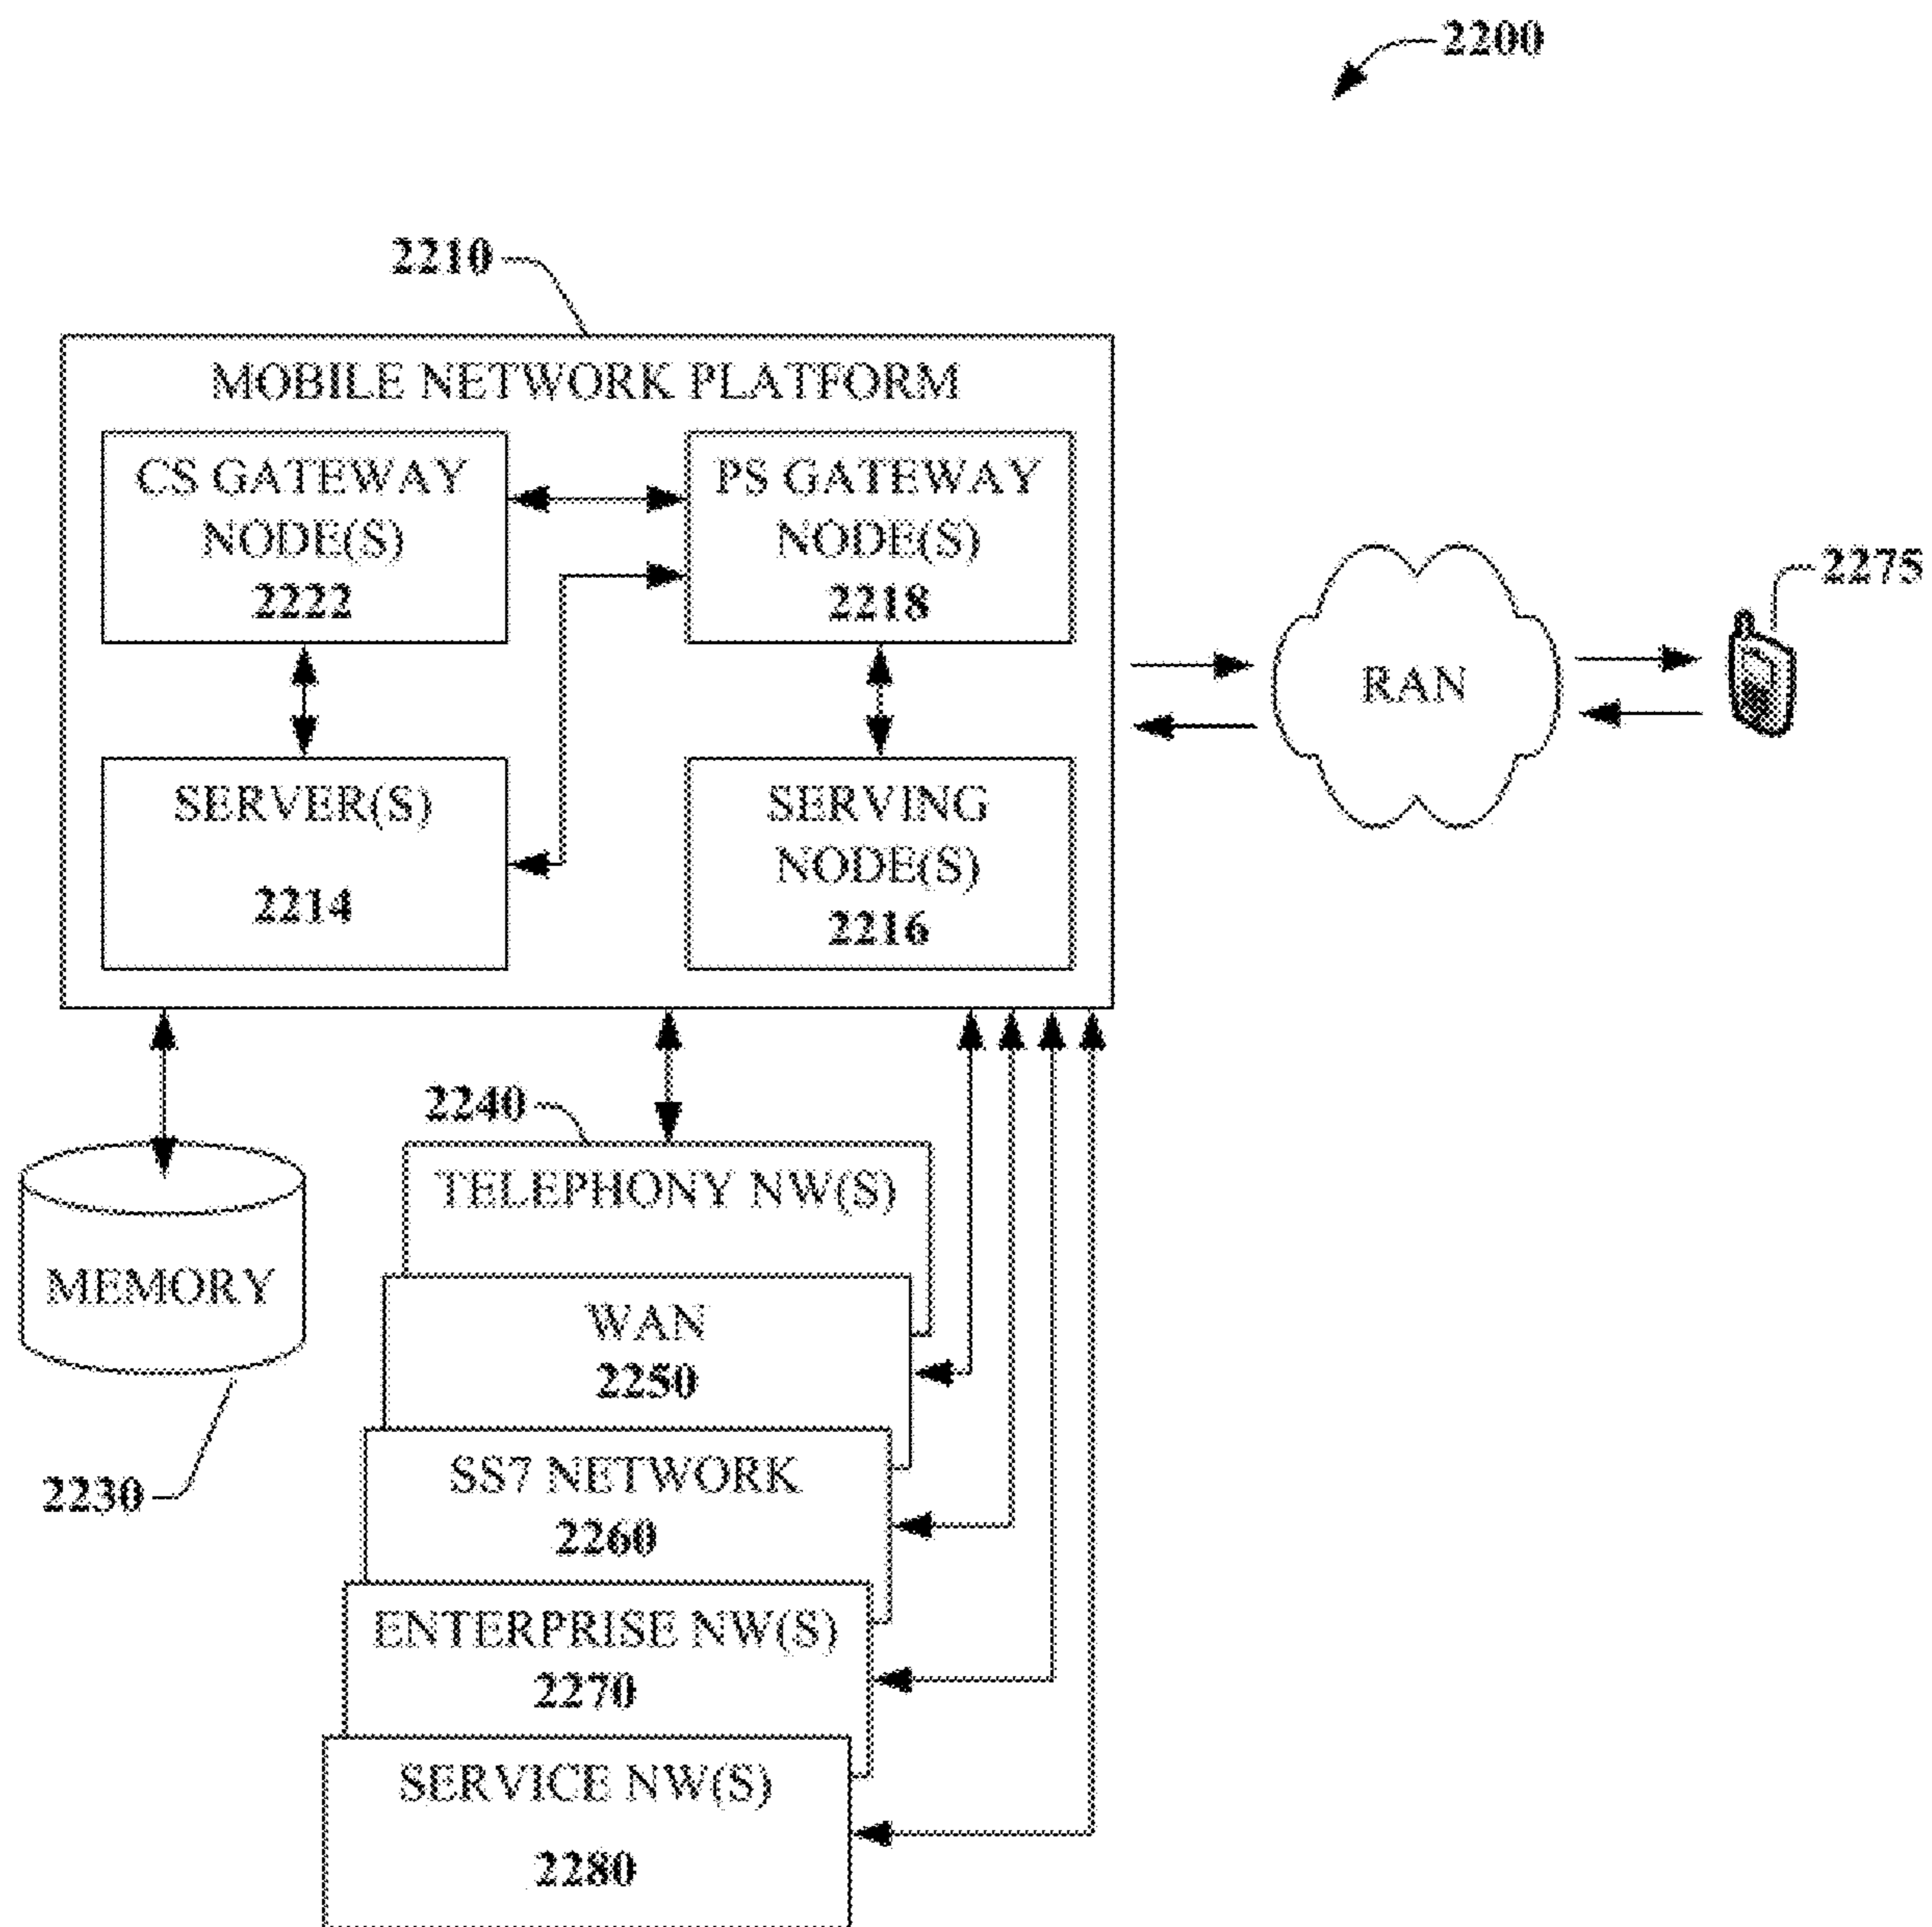 2200
2210
MOBILE NETWORK PLATFORM
CS GATEWAY
NODE(S)
2222
PS GATEWAY
NODE(S)
2218
SERVER(S)
2214
SERVING
NODE(S)
2216
RAN
2275
2240
TELEPHONY NW(S)
MEMORY
2230
WAN
2250
SS7 NETWORK
2260
ENTERPRISE NW(S)
2270
SERVICE NW(S)
2280